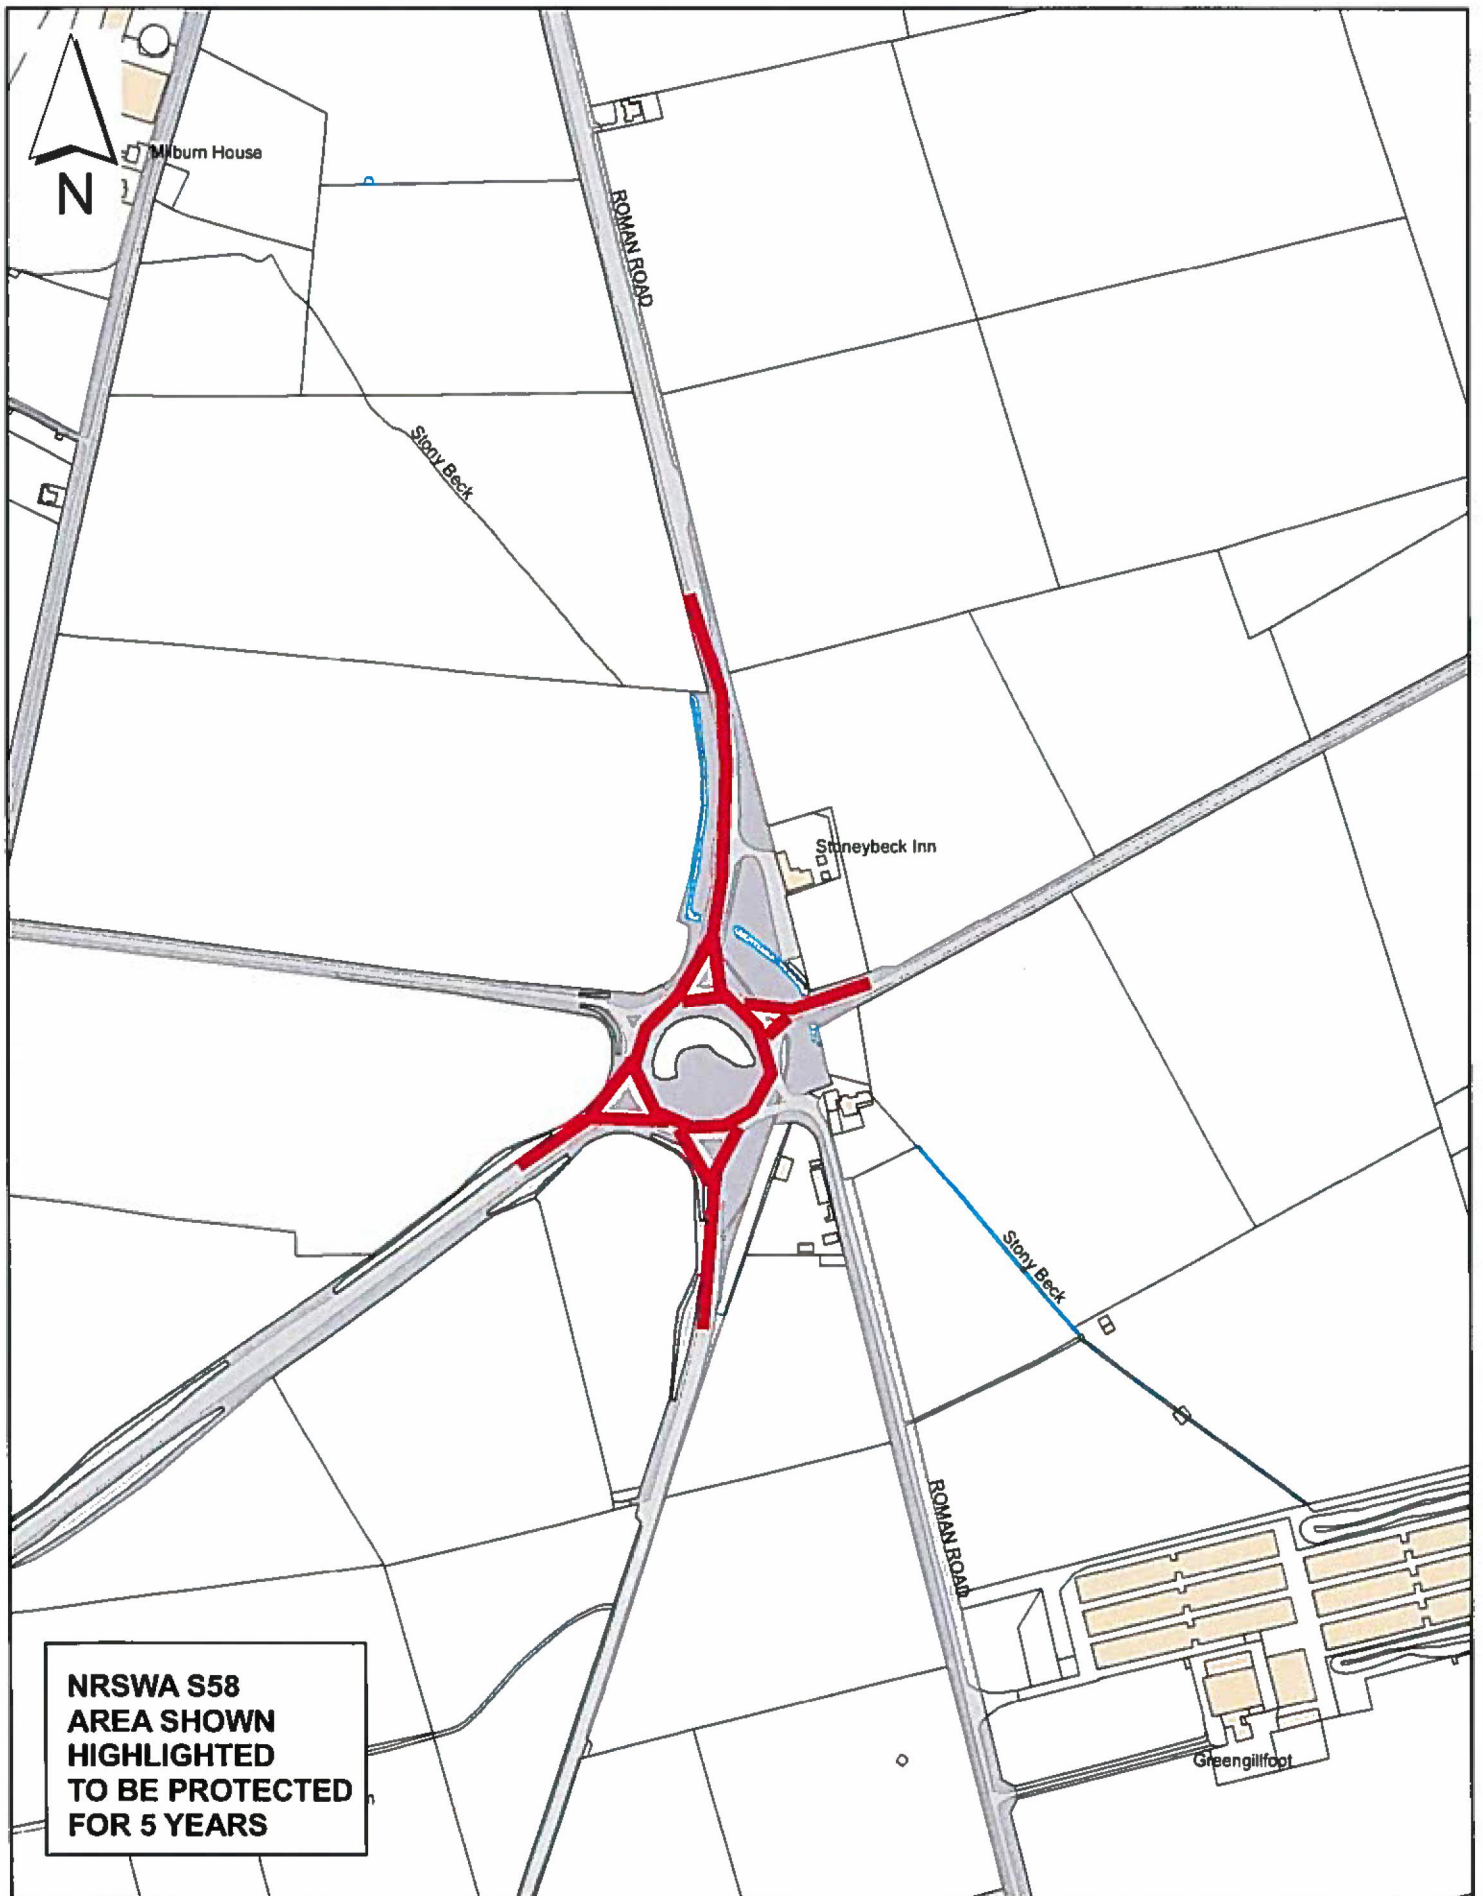 Milburn House
N
ROMAN ROAD
Stony Beck
Stoneybeck Inn
Stony Beck
ROMAN ROAD
NRSWA S58
AREA SHOWN
HIGHLIGHTED
TO BE PROTECTED
FOR 5 YEARS
Greengillfoot